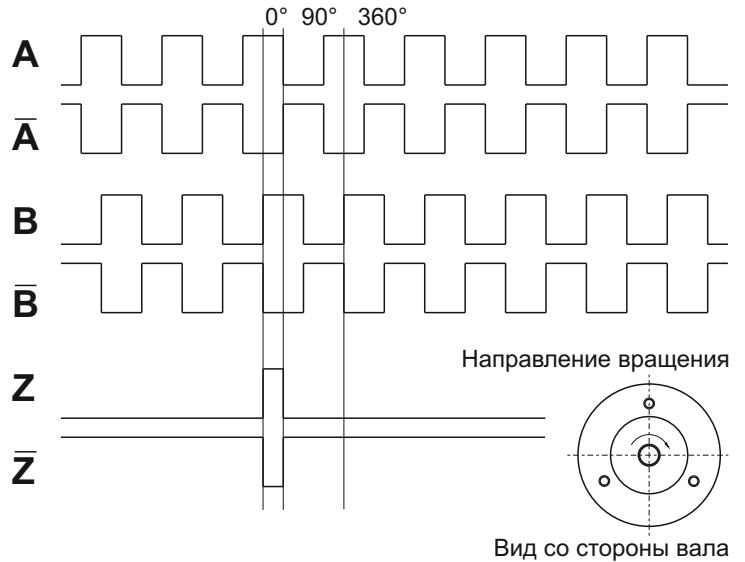 0° 90° 360°
A
A̅
B
B̅
Z
Z̅
Направление вращения
Вид со стороны вала